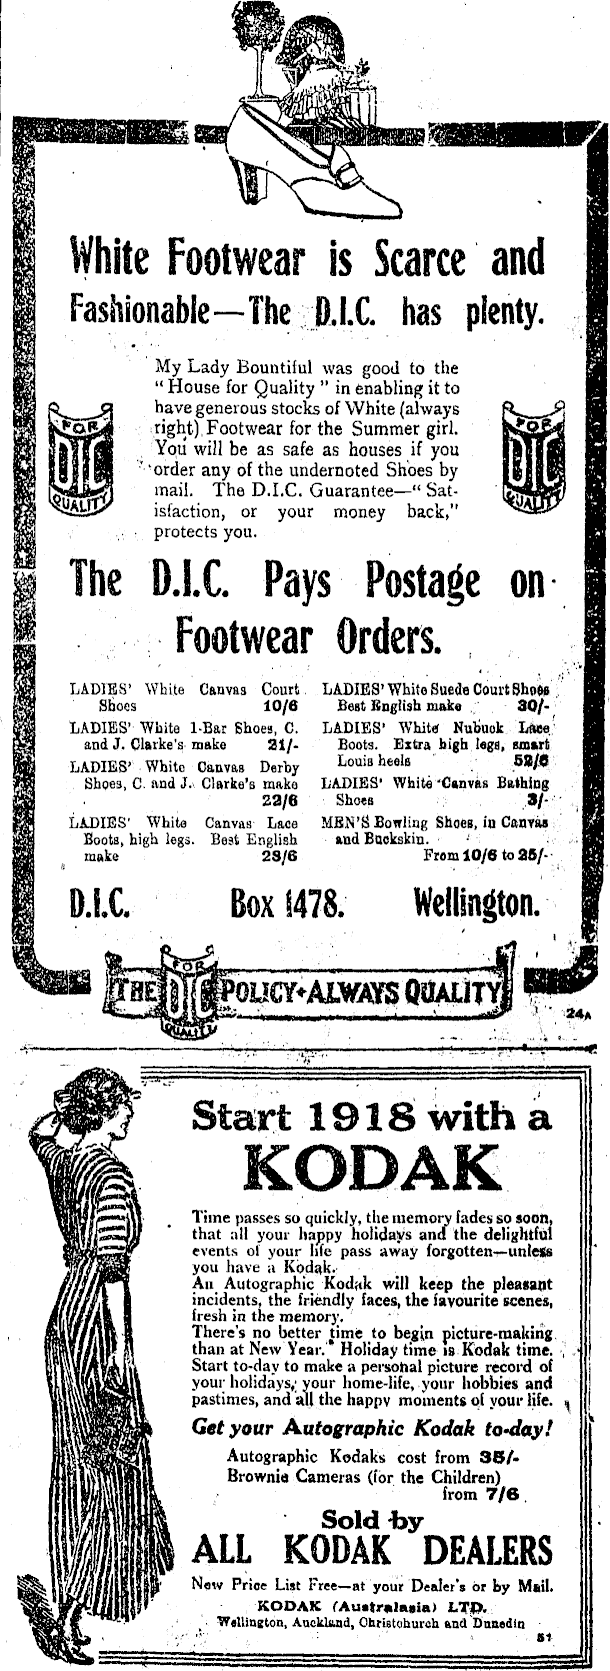 White Footwear is Scarce and
Fashionable—The D.I.C. has plenty.
My Lady Bountiful was good to the
"House for Quality" in enabling it to
have generous stocks of White (always
right) Footwear for the Summer girl.
You will be as safe as houses if you
order any of the undernoted Shoes by
mail. The D.I.C. Guarantee—"Sat-
isfaction, or your money back,"
protects you.
FOR
DIC
QUALITY
FOR
DIC
QUALITY
The D.I.C. Pays Postage on
Footwear Orders.
LADIES' White Canvas Court
Shoes 10/6
LADIES' White 1-Bar Shoes, C.
and J. Clarke's make 21/-
LADIES' White Canvas Derby
Shoes, C. and J. Clarke's make
22/6
LADIES' White Canvas Lace
Boots, high legs. Best English
make 29/6
LADIES' White Suede Court Shoes
Best English make 30/-
LADIES' White Nubuck Lace
Boots. Extra high legs, smart
Louis heels 52/6
LADIES' White Canvas Bathing
Shoes 3/-
MEN'S Bowling Shoes, in Canvas
and Buckskin.
From 10/6 to 25/-
D.I.C. Box 1478. Wellington.
THE FOR DIC QUALITY POLICY ALWAYS QUALITY
24A
Start 1918 with a
KODAK
Time passes so quickly, the memory fades so soon,
that all your happy holidays and the delightful
events of your life pass away forgotten—unless
you have a Kodak.
An Autographic Kodak will keep the pleasant
incidents, the friendly faces, the favourite scenes,
fresh in the memory.
There's no better time to begin picture-making
than at New Year. Holiday time is Kodak time.
Start to-day to make a personal picture record of
your holidays, your home-life, your hobbies and
pastimes, and all the happy moments of your life.
Get your Autographic Kodak to-day!
Autographic Kodaks cost from 35/-
Brownie Cameras (for the Children)
from 7/6
Sold by
ALL KODAK DEALERS
New Price List Free—at your Dealer's or by Mail.
KODAK (Australasia) LTD.
Wellington, Auckland, Christchurch and Dunedin
51